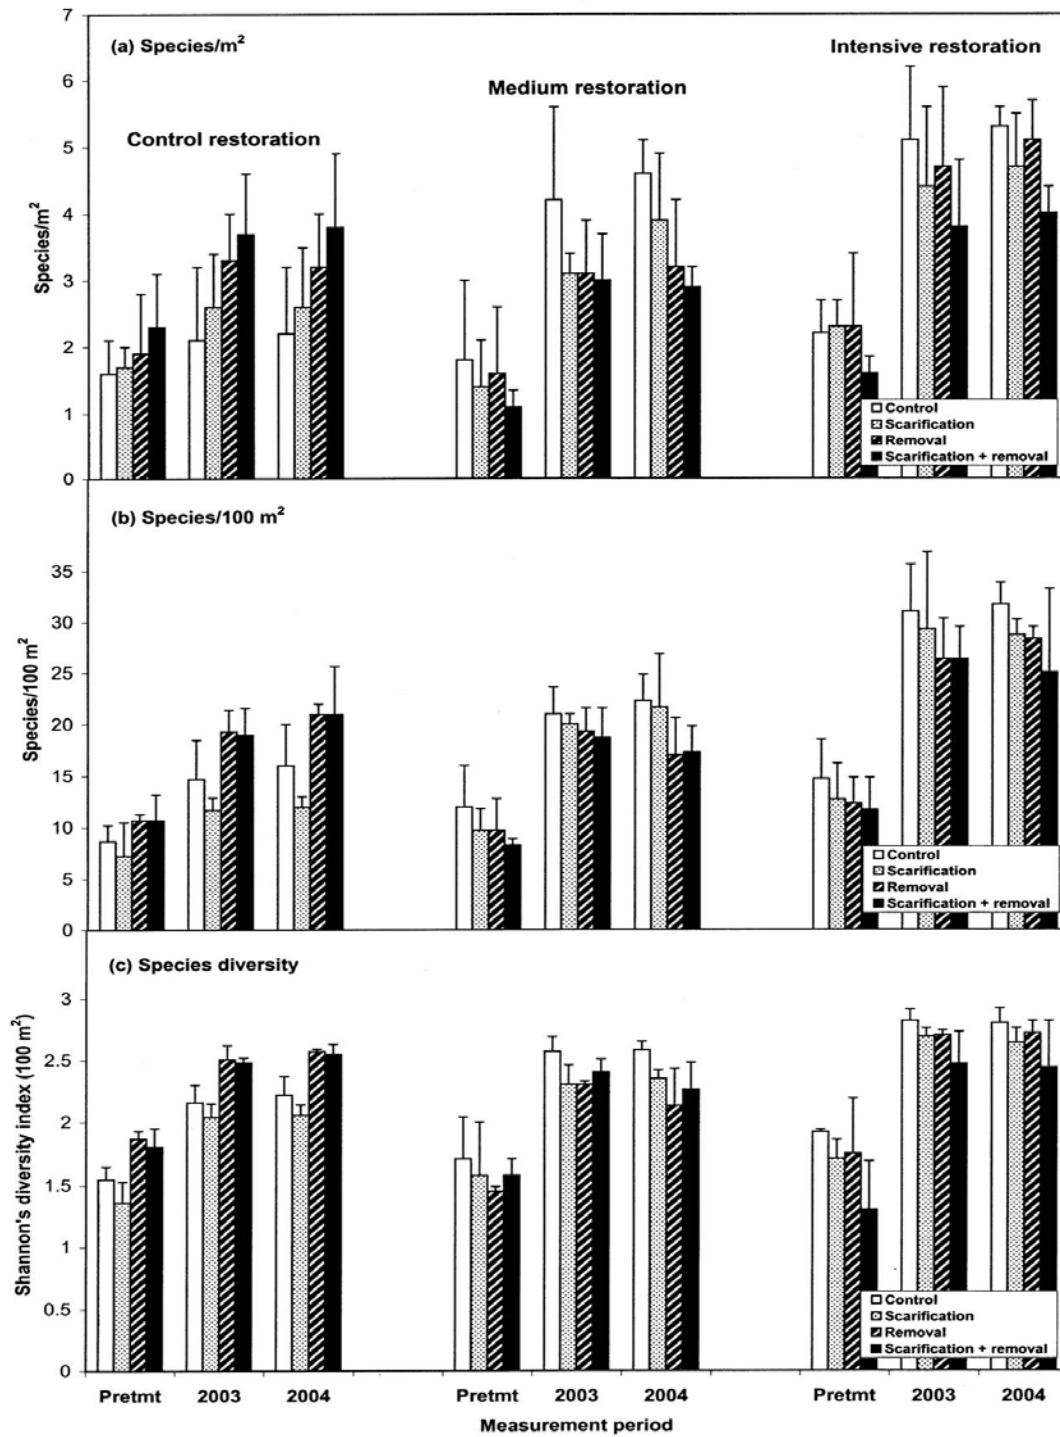 (a) Species/m²
Control restoration
Medium restoration
Intensive restoration
Species/m²
7
6
5
4
3
2
1
0
Control
Scarification
Removal
Scarification + removal
(b) Species/100 m²
Species/100 m²
35
30
25
20
15
10
5
0
Control
Scarification
Removal
Scarification + removal
(c) Species diversity
Shannon's diversity index (100 m²)
3
2.5
2
1.5
1
0.5
0
Control
Scarification
Removal
Scarification + removal
Pretmt 2003 2004 Pretmt 2003 2004 Pretmt 2003 2004
Measurement period